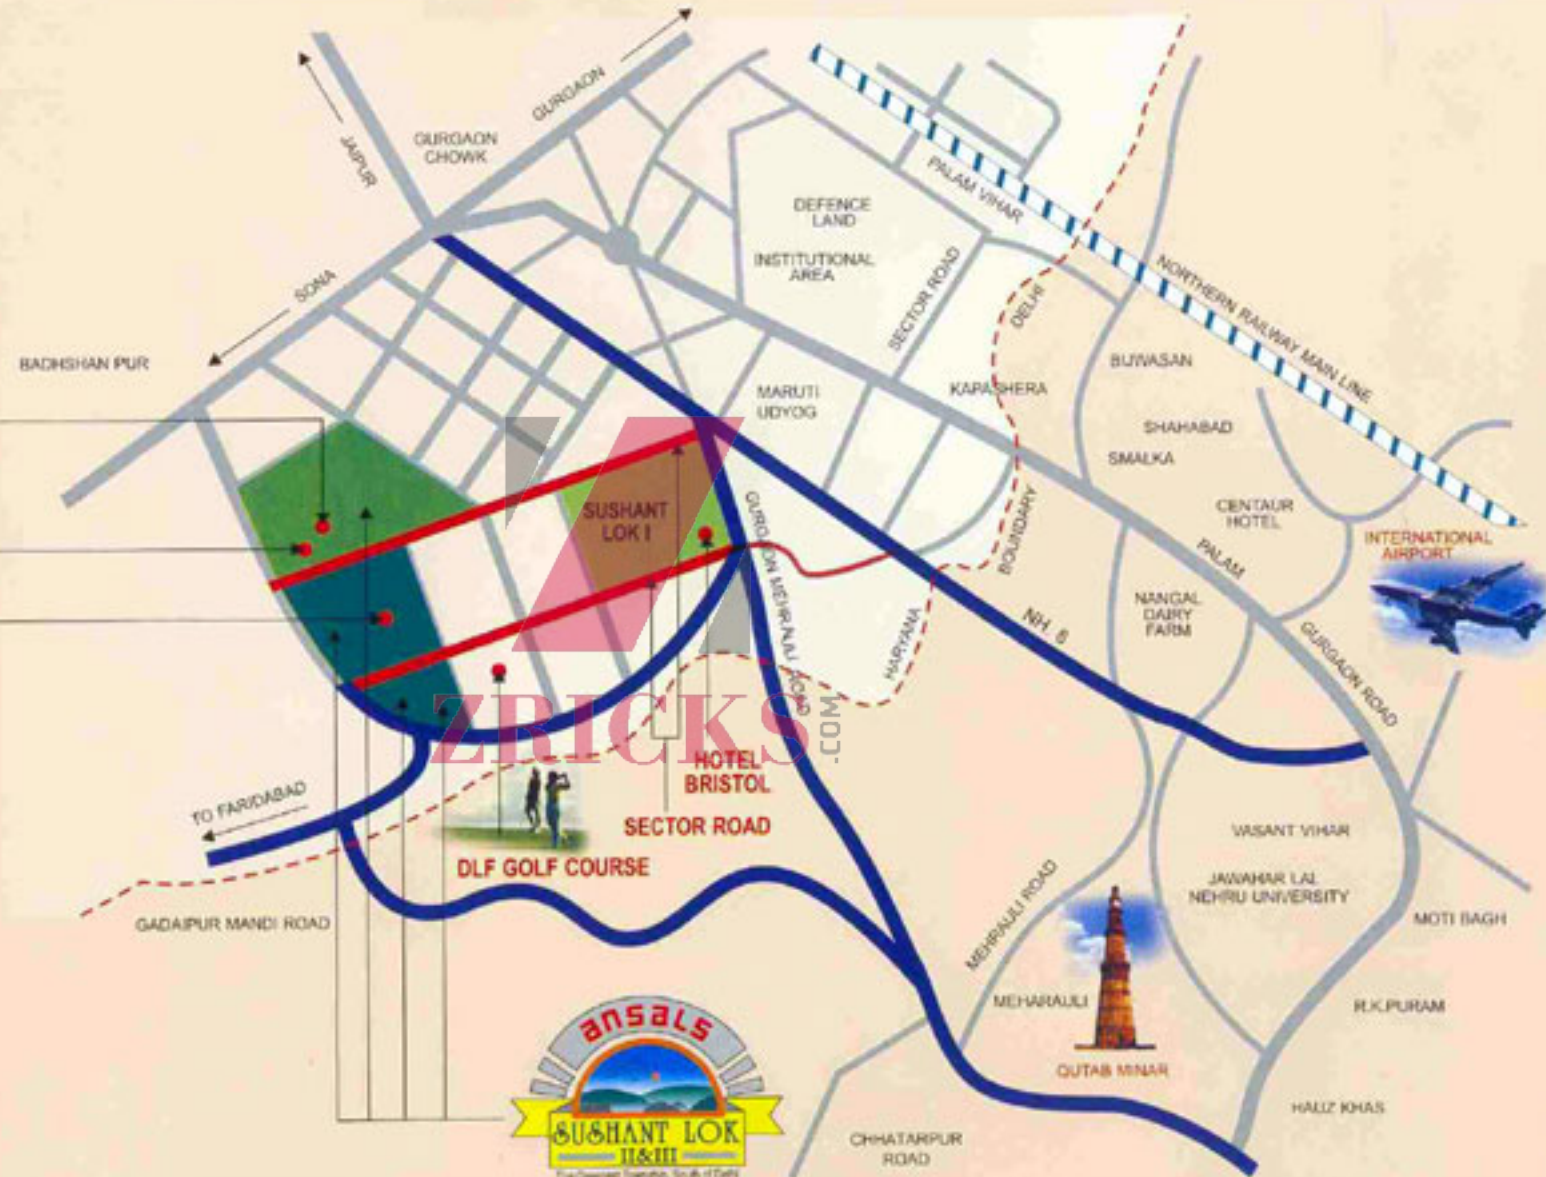 JAIPUR
GURGAON
CHOWK
GURGAON
SONA
BADHSHAN PUR
DEFENCE
LAND
INSTITUTIONAL
AREA
PALAM VIHAR
SECTOR ROAD
DELHI
NORTHERN RAILWAY MAIN LINE
MARUTI
UDYOG
KAPASHERA
BUWASAN
SHAHABAD
SMALKA
CENTAUR
HOTEL
INTERNATIONAL
AIRPORT
SUSHANT
LOK I
GURGAON MEHRAULI ROAD
BOUNDARY
HARYANA
PALAM
GURGAON ROAD
NANGAL
DAIRY
FARM
NH. 8
ZRICKS
.COM
HOTEL
BRISTOL
SECTOR ROAD
DLF GOLF COURSE
TO FARIDABAD
GADAIPUR MANDI ROAD
VASANT VIHAR
JAWAHAR LAL
NEHRU UNIVERSITY
MOTI BAGH
MEHRAULI ROAD
MEHARAULI
R.K.PURAM
QUTAB MINAR
HAUZ KHAS
CHHATARPUR
ROAD
ansals
SUSHANT LOK
II&III